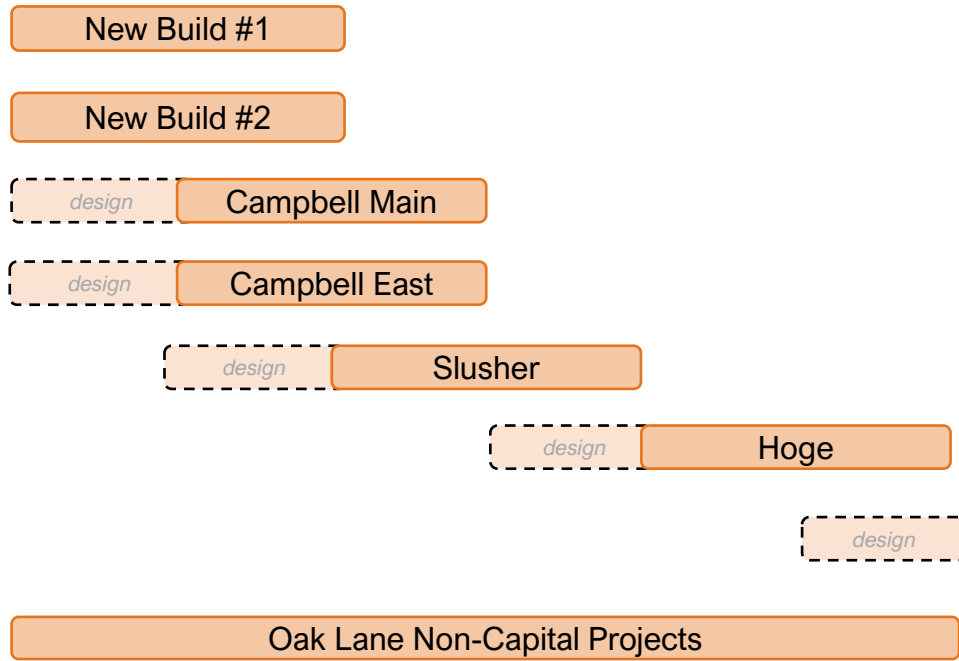 New Build #1
New Build #2
design Campbell Main
design Campbell East
design Slusher
design Hoge
design
Oak Lane Non-Capital Projects